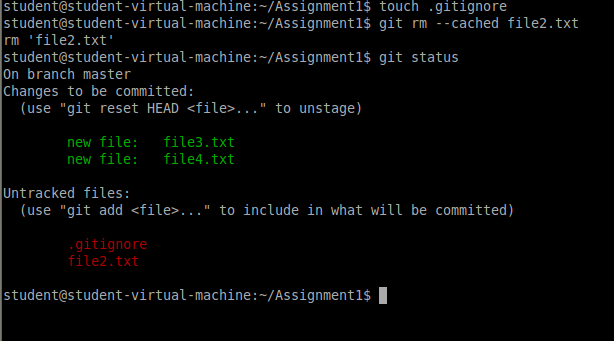 student@student-virtual-machine:~/Assignment1$ touch .gitignore
student@student-virtual-machine:~/Assignment1$ git rm --cached file2.txt
rm 'file2.txt'
student@student-virtual-machine:~/Assignment1$ git status
On branch master
Changes to be committed:
  (use "git reset HEAD <file>..." to unstage)

        new file:   file3.txt
        new file:   file4.txt

Untracked files:
  (use "git add <file>..." to include in what will be committed)

        .gitignore
        file2.txt

student@student-virtual-machine:~/Assignment1$